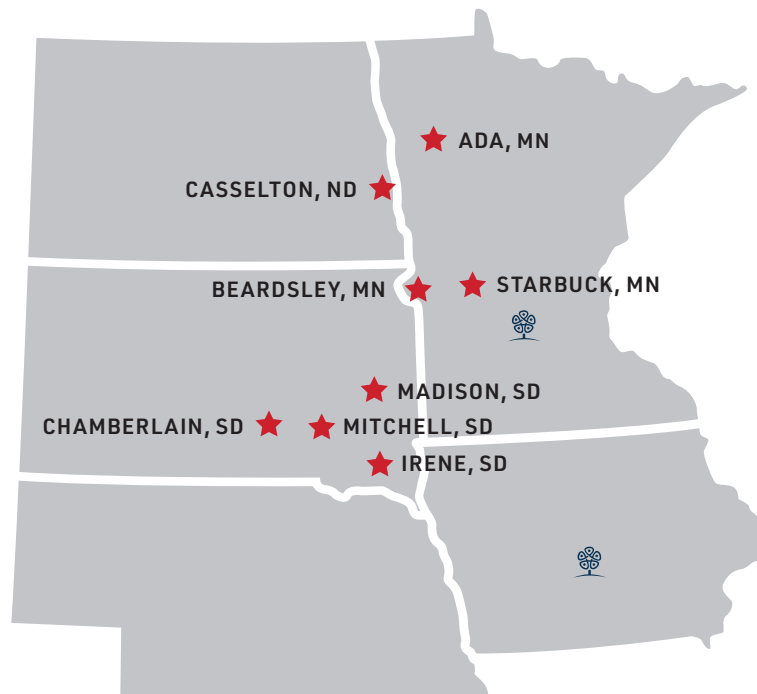 ADA, MN
CASSELTON, ND
BEARDSLEY, MN
STARBUCK, MN
MADISON, SD
CHAMBERLAIN, SD
MITCHELL, SD
IRENE, SD